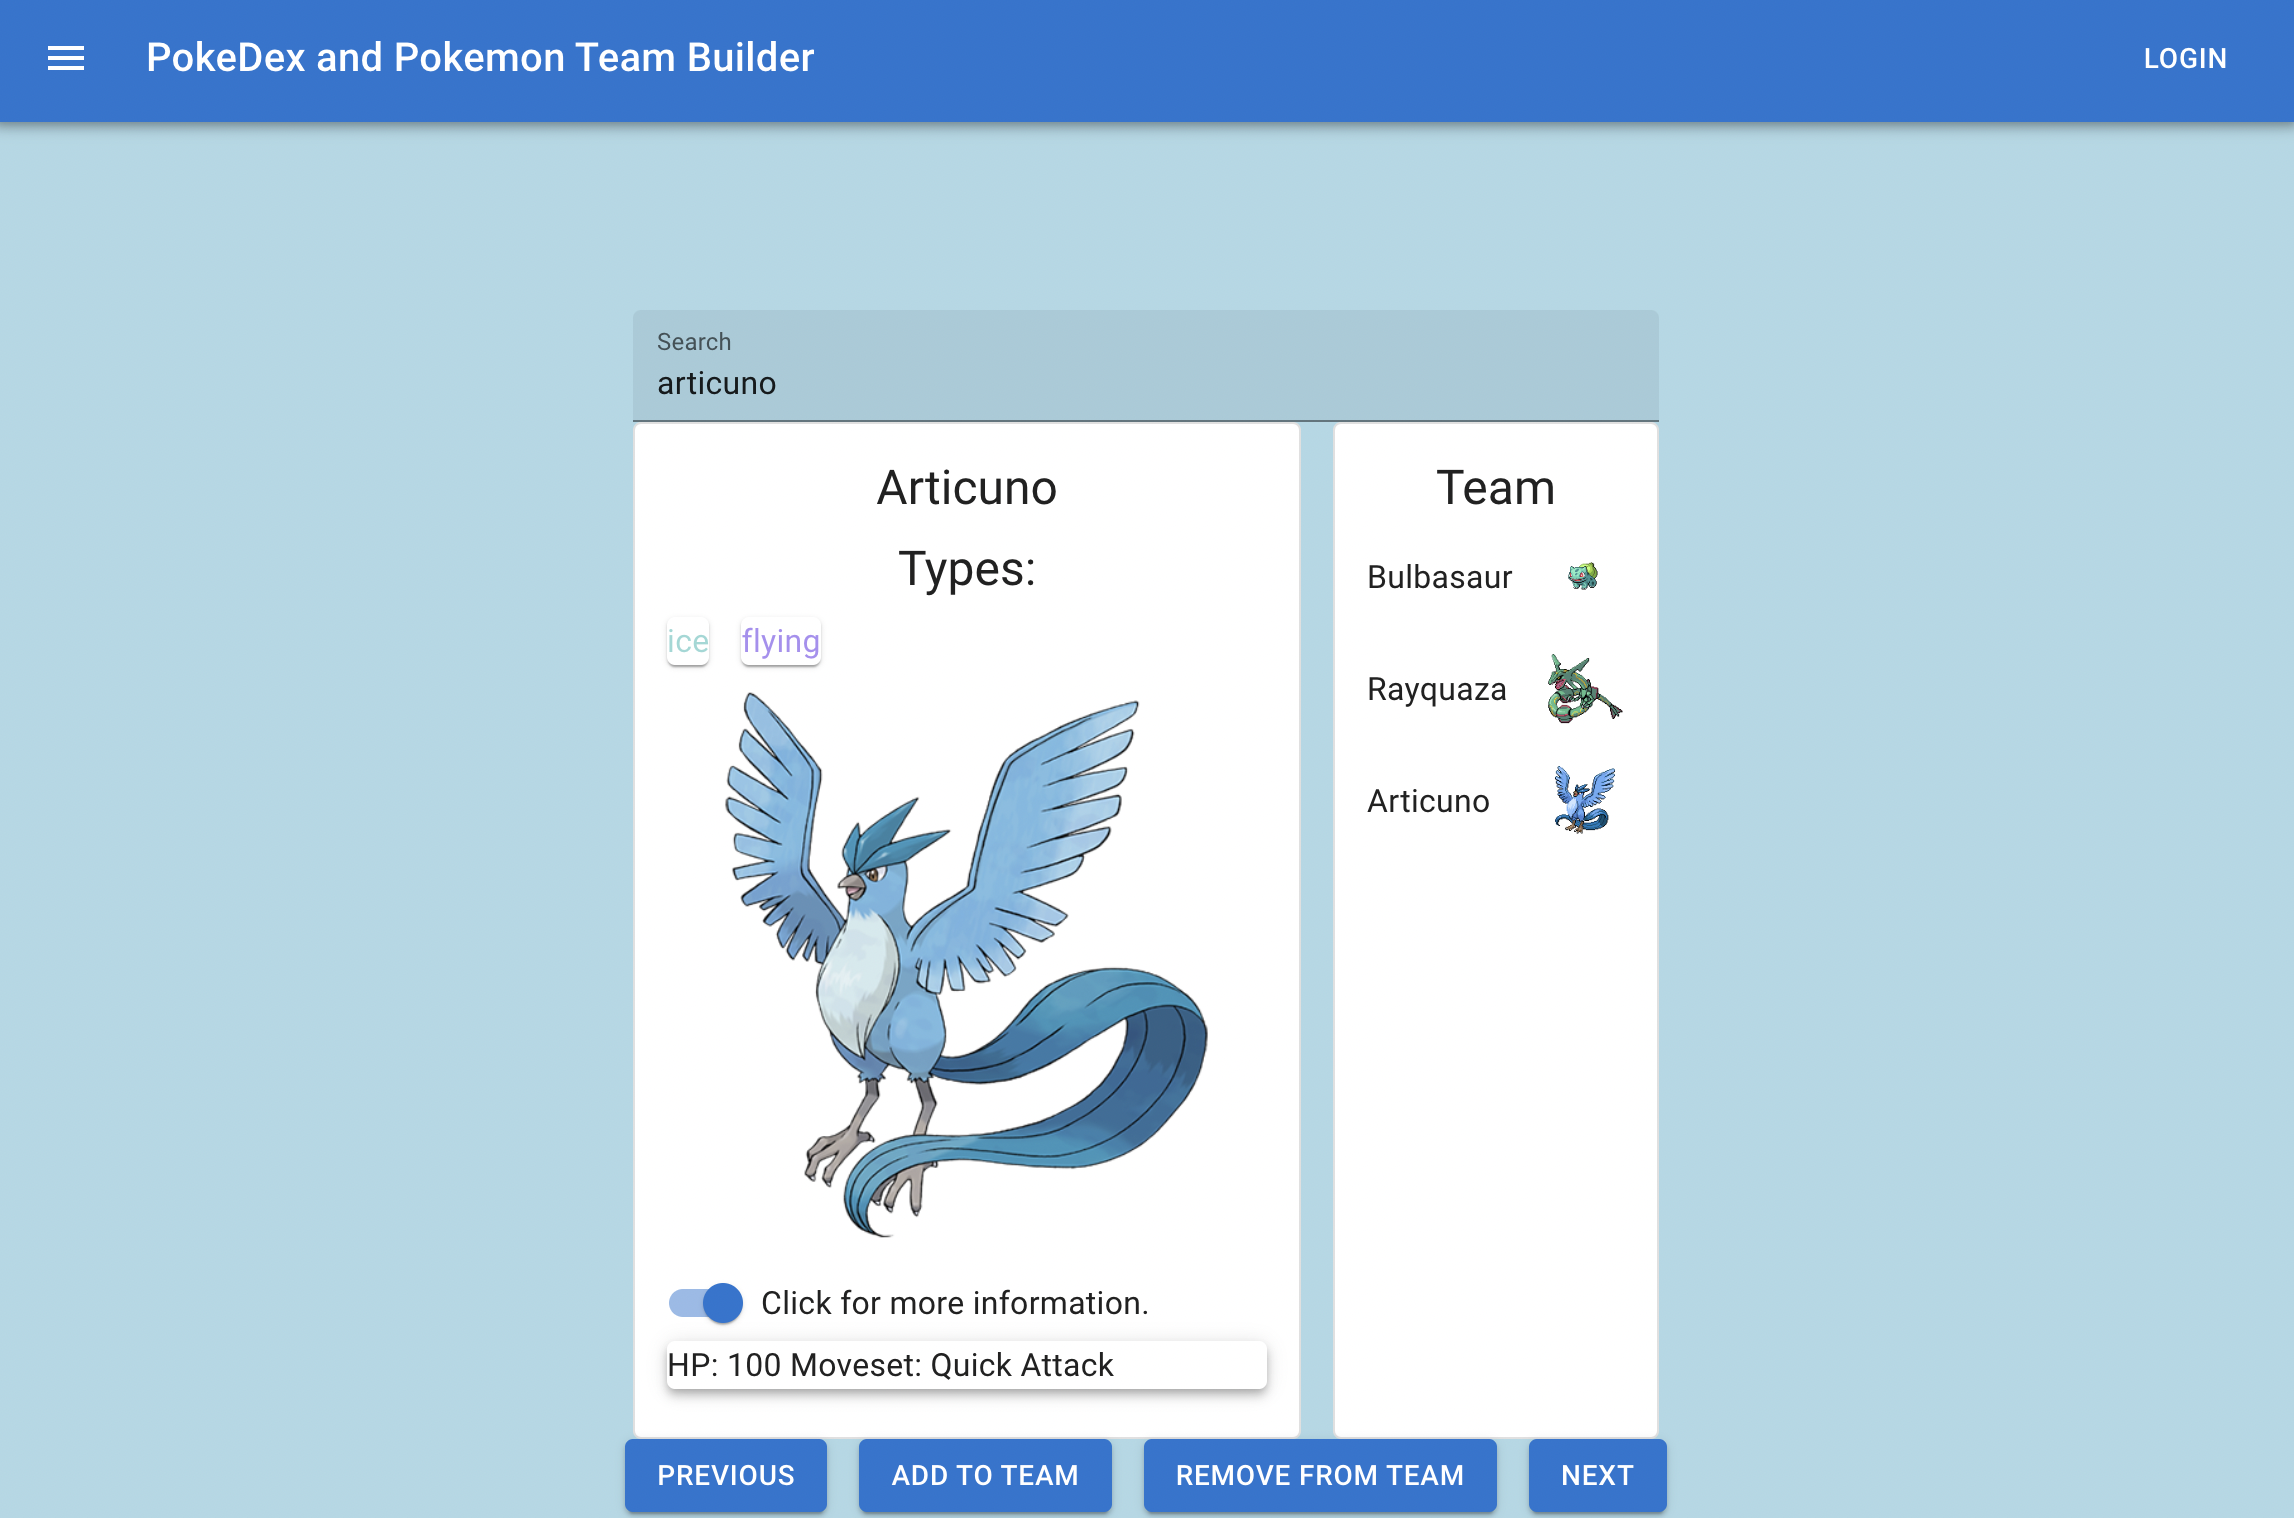 PokeDex and Pokemon Team Builder
LOGIN
Search
articuno
Articuno
Types:
ice
flying
Click for more information.
HP: 100 Moveset: Quick Attack
Team
Bulbasaur
Rayquaza
Articuno
PREVIOUS
ADD TO TEAM
REMOVE FROM TEAM
NEXT